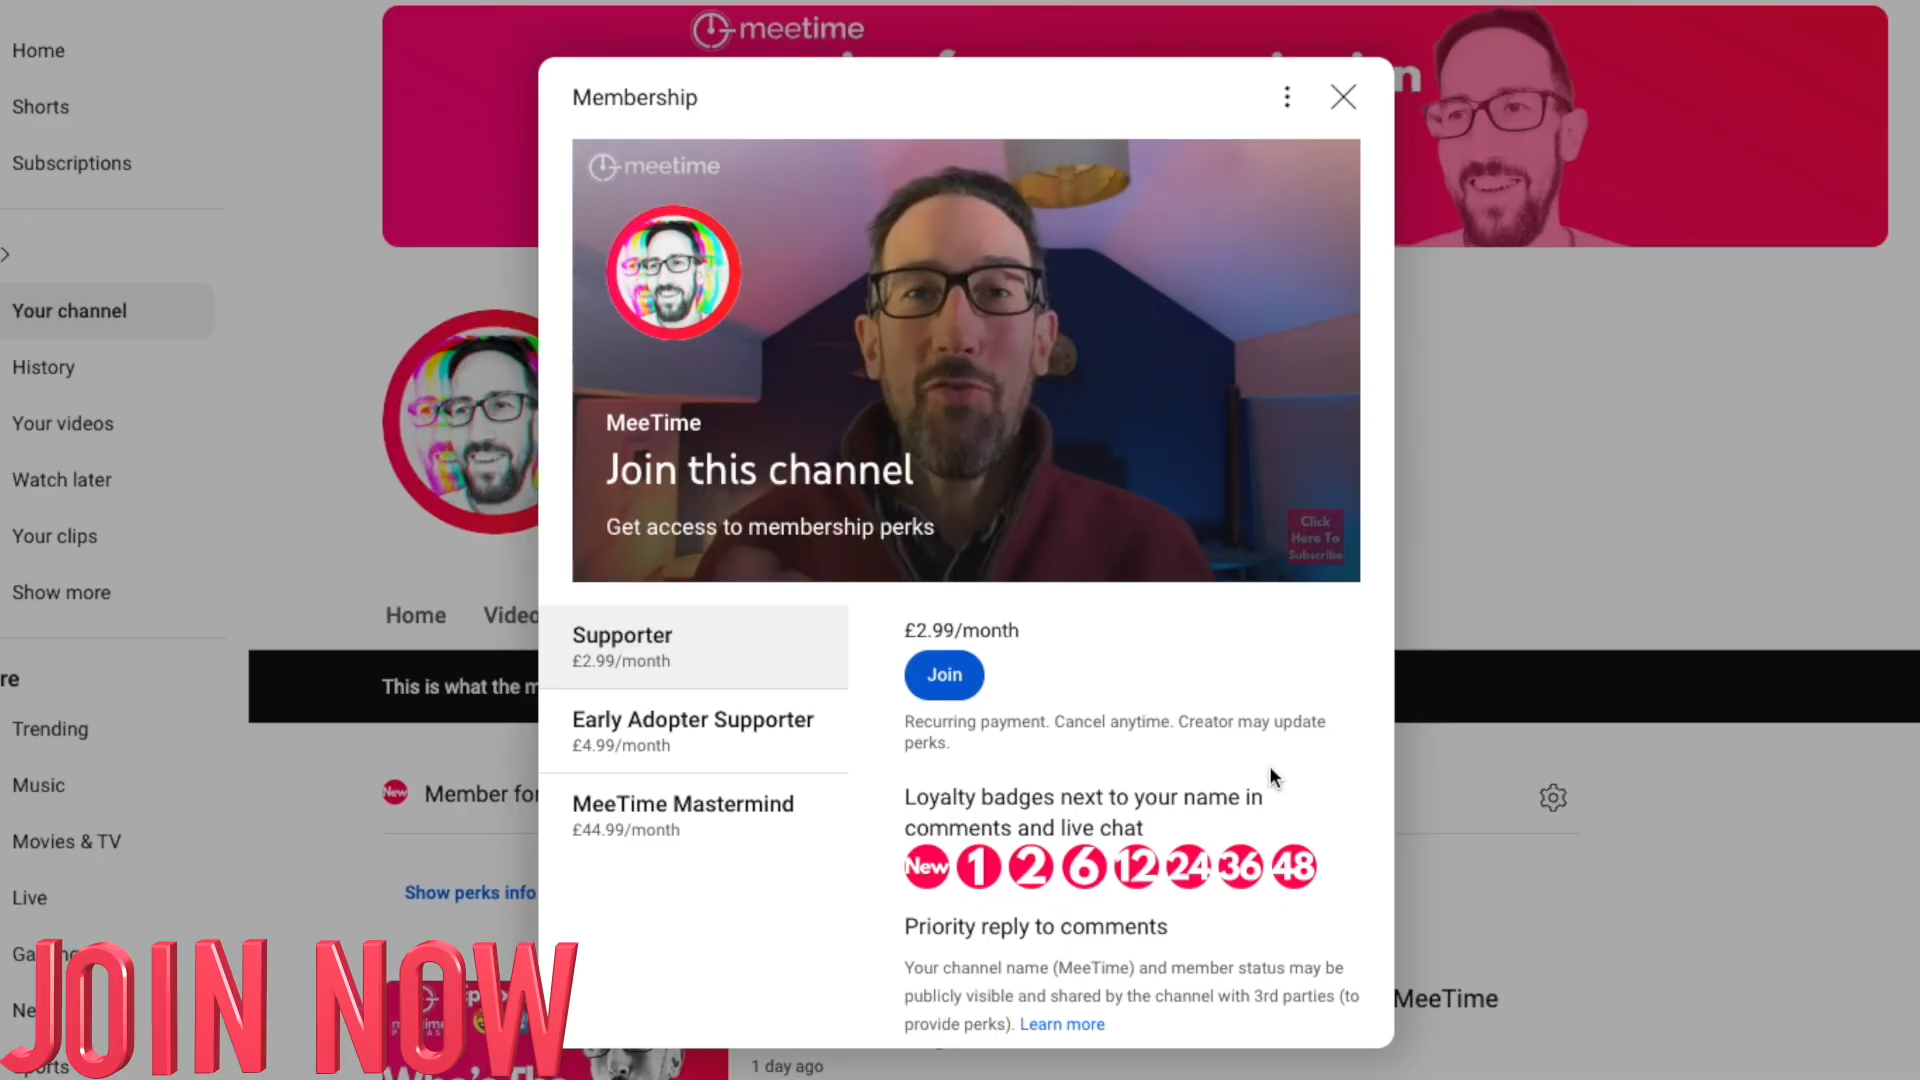 Home
Shorts
Subscriptions
Your channel
History
Your videos
Watch later
Your clips
Show more
re
Trending
Music
Movies & TV
Live
meetime
Membership
meetime
MeeTime
Join this channel
Get access to membership perks
Click
Here To
Subscribe
Home
Supporter
£2.99/month
Early Adopter Supporter
£4.99/month
MeeTime Mastermind
£44.99/month
£2.99/month
Join
Recurring payment. Cancel anytime. Creator may update
perks.
Loyalty badges next to your name in
comments and live chat
New 1 2 6 12 24 36 48
Priority reply to comments
Your channel name (MeeTime) and member status may be
publicly visible and shared by the channel with 3rd parties (to
provide perks). Learn more
This is what the m
New Member for
Show perks info
MeeTime
1 day ago
JOIN NOW